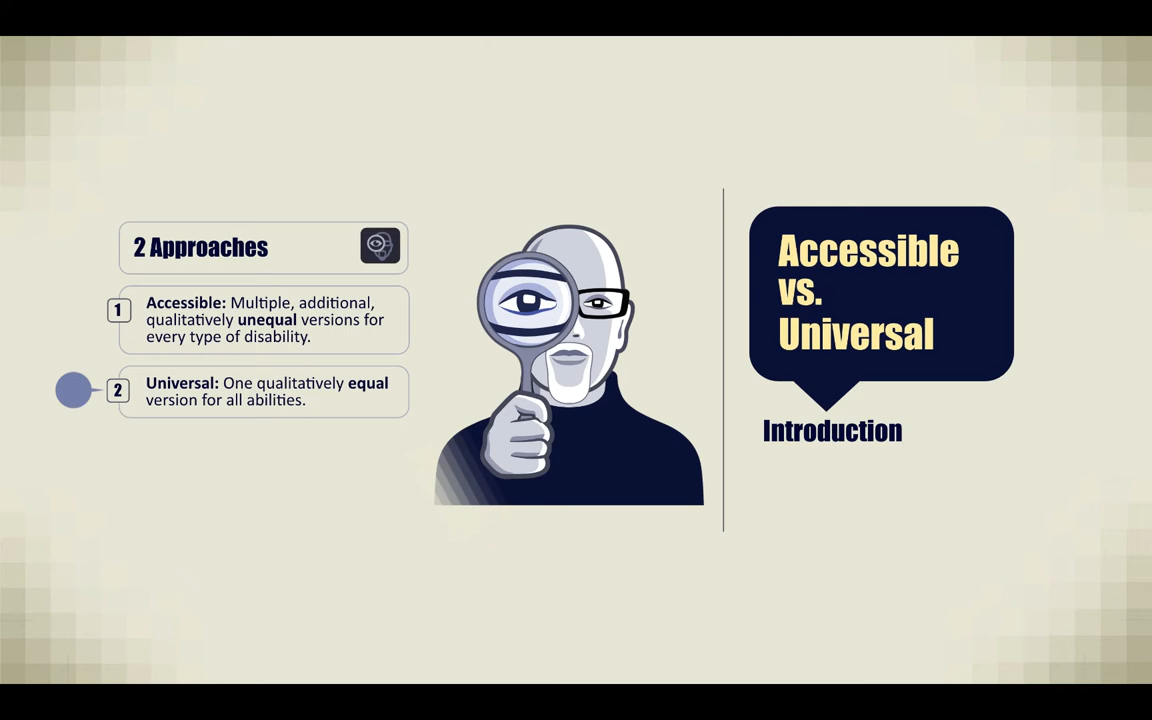 2 Approaches
1
Accessible: Multiple, additional,
qualitatively unequal versions for
every type of disability.
2
Universal: One qualitatively equal
version for all abilities.
Accessible
vs.
Universal
Introduction